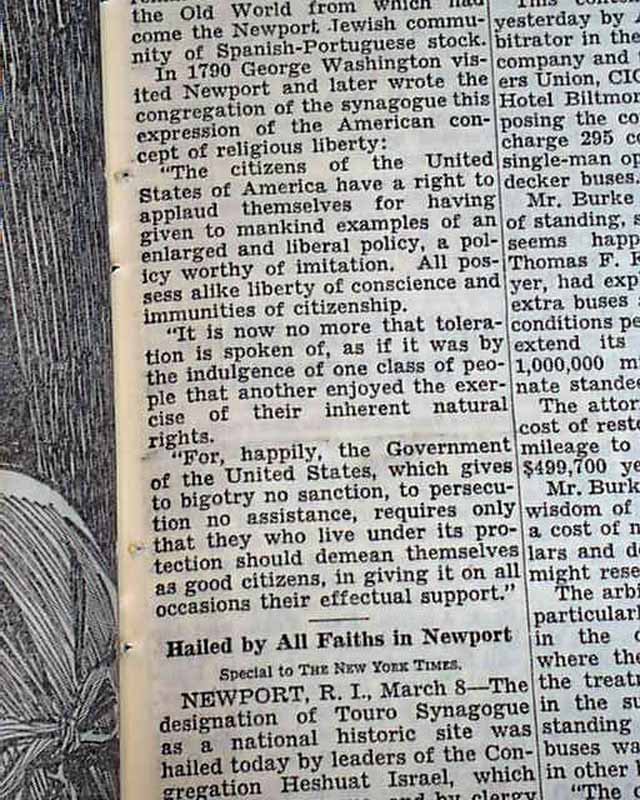 the Old World from which had
come the Newport Jewish commu-
nity of Spanish-Portuguese stock.
In 1790 George Washington vis-
ited Newport and later wrote the
congregation of the synagogue this
expression of the American con-
cept of religious liberty:
"The citizens of the United
States of America have a right to
applaud themselves for having
given to mankind examples of an
enlarged and liberal policy, a pol-
icy worthy of imitation. All pos-
sess alike liberty of conscience and
immunities of citizenship.
"It is now no more that tolera-
tion is spoken of, as if it was by
the indulgence of one class of peo-
ple that another enjoyed the exer-
cise of their inherent natural
rights.
"For, happily, the Government
of the United States, which gives
to bigotry no sanction, to persecu-
tion no assistance, requires only
that they who live under its pro-
tection should demean themselves
as good citizens, in giving it on all
occasions their effectual support."
Hailed by All Faiths in Newport
Special to THE NEW YORK TIMES.
NEWPORT, R. I., March 8—The
designation of Touro Synagogue
as a national historic site was
hailed today by leaders of the Con-
gregation Heshuat Israel, which
and by clergy
yesterday by
bitrator in the
company and
ers Union, CIO
Hotel Biltmor
posing the co
charge 295 c
single-man op
decker buses.
Mr. Burke
of standing, s
seems happ
Thomas F. F
yer, had exp
extra buses
conditions pe
extend its
1,000,000 m
nate stande
The attor
cost of rest
mileage to
$499,700 ye
Mr. Burk
wisdom of
a cost of n
lars and d
might rese
The arbi
particular
in the c
where the
the treat
in the su
standing
buses wa
in other
"The